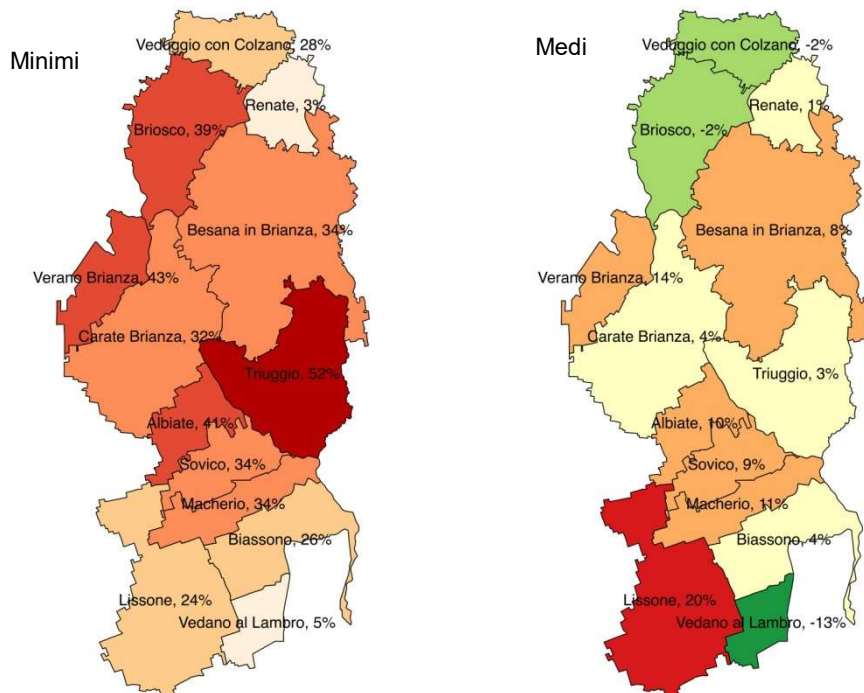 Minimi
Veduggio con Colzano, 28%
Renate, 3%
Briosco, 39%
Besana in Brianza, 34%
Verano Brianza, 43%
Carate Brianza, 32%
Triuggio, 52%
Albiate, 41%
Sovico, 34%
Macherio, 34%
Biassono, 26%
Lissone, 24%
Vedano al Lambro, 5%
Medi
Veduggio con Colzano, -2%
Renate, 1%
Briosco, -2%
Besana in Brianza, 8%
Verano Brianza, 14%
Carate Brianza, 4%
Triuggio, 3%
Albiate, 10%
Sovico, 9%
Macherio, 11%
Biassono, 4%
Lissone, 20%
Vedano al Lambro, -13%